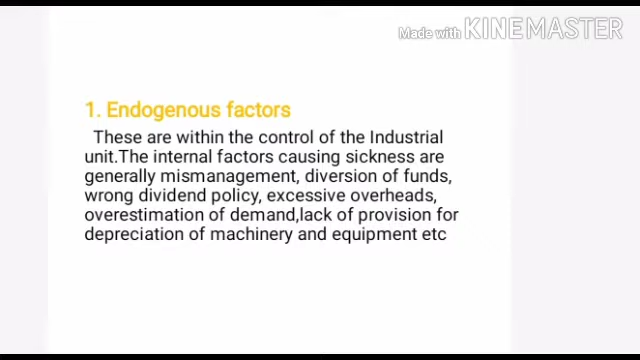 Made with KINEMASTER
1. Endogenous factors
These are within the control of the Industrial
unit.The internal factors causing sickness are
generally mismanagement, diversion of funds,
wrong dividend policy, excessive overheads,
overestimation of demand,lack of provision for
depreciation of machinery and equipment etc